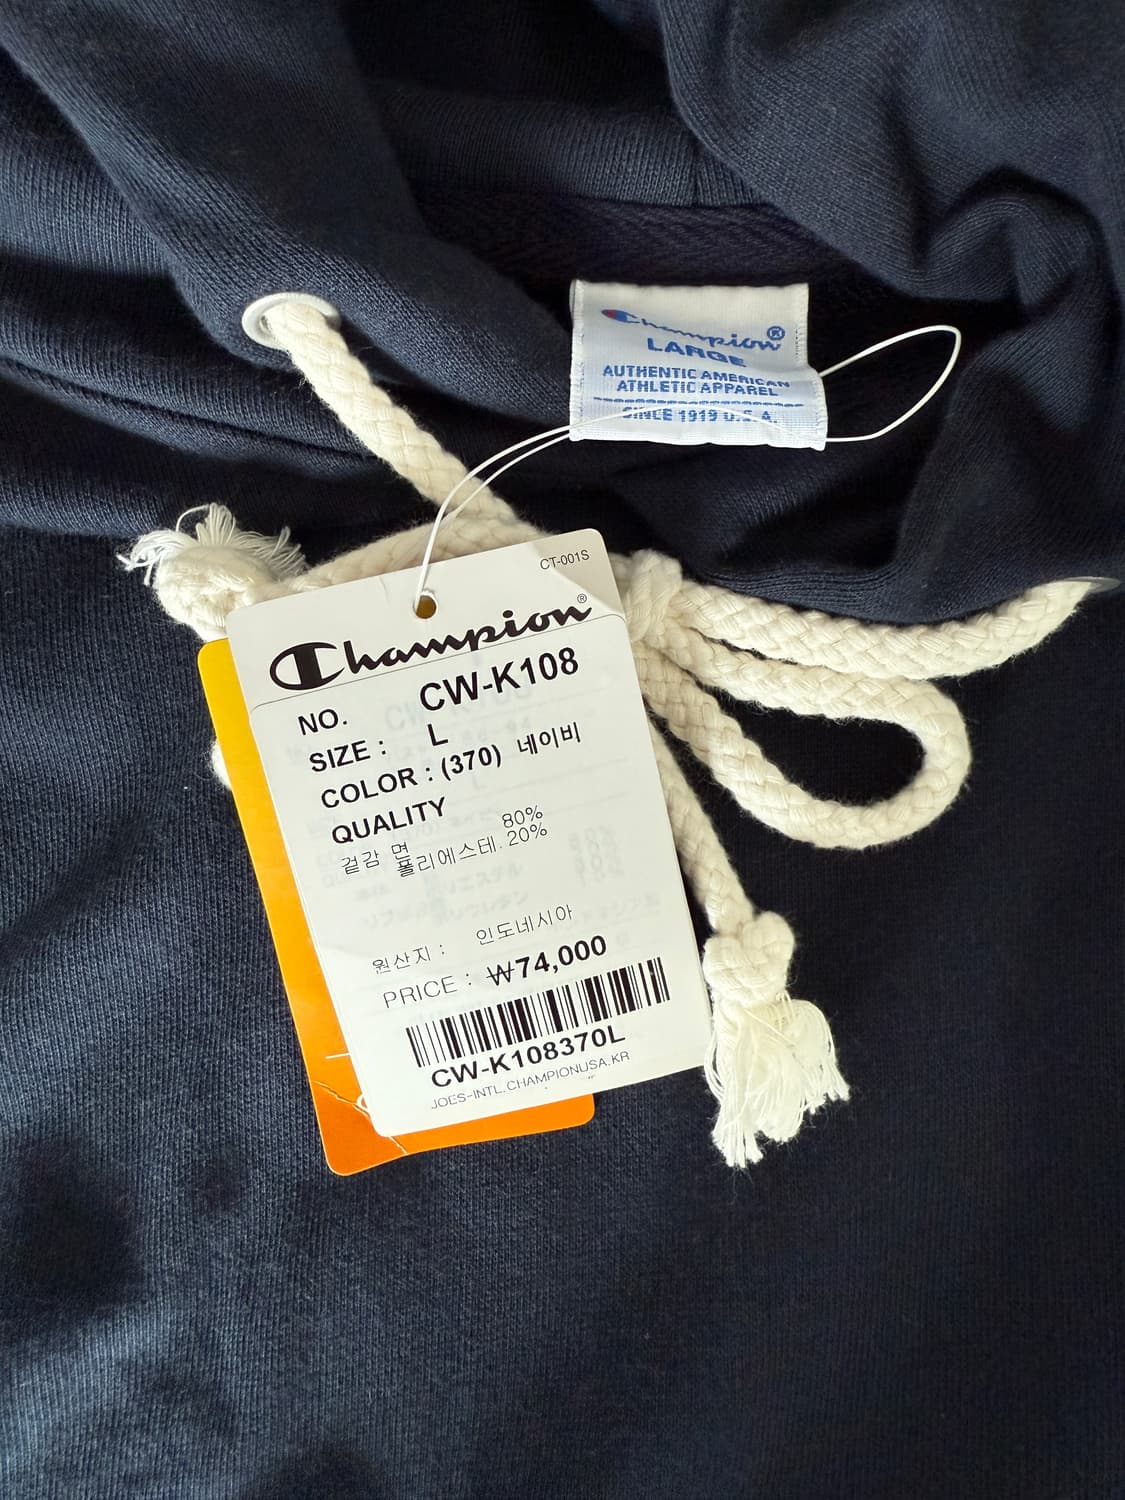 Champion®
LARGE
AUTHENTIC AMERICAN
ATHLETIC APPAREL
SINCE 1919 U.S.A.
CT-001S
Champion®
NO. CW-K108
SIZE : L
COLOR : (370) 네이비
QUALITY
겉감 면 80%
폴리에스테. 20%
원산지 : 인도네시아
PRICE : ₩74,000
CW-K108370L
JOES-INTL.CHAMPIONUSA.KR